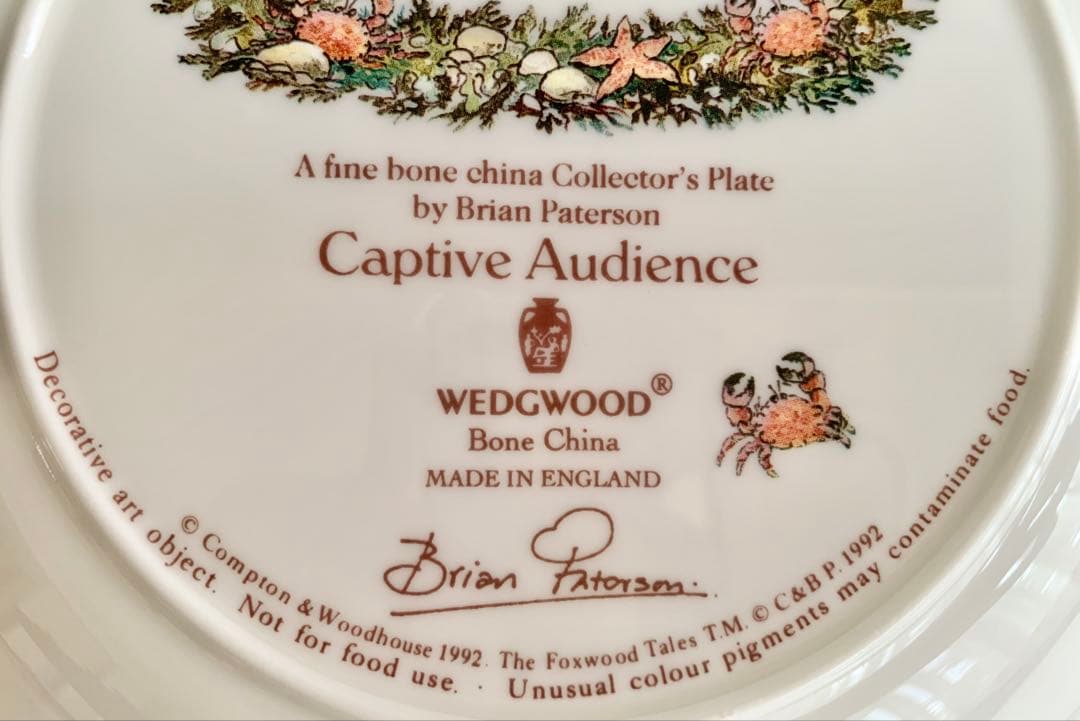 A fine bone china Collector's Plate
by Brian Paterson
Captive Audience
WEDGWOOD®
Bone China
MADE IN ENGLAND
Brian Paterson.
© Compton & Woodhouse 1992. The Foxwood Tales T.M. © C&B P. 1992
Decorative art object. Not for food use. · Unusual colour pigments may contaminate food.